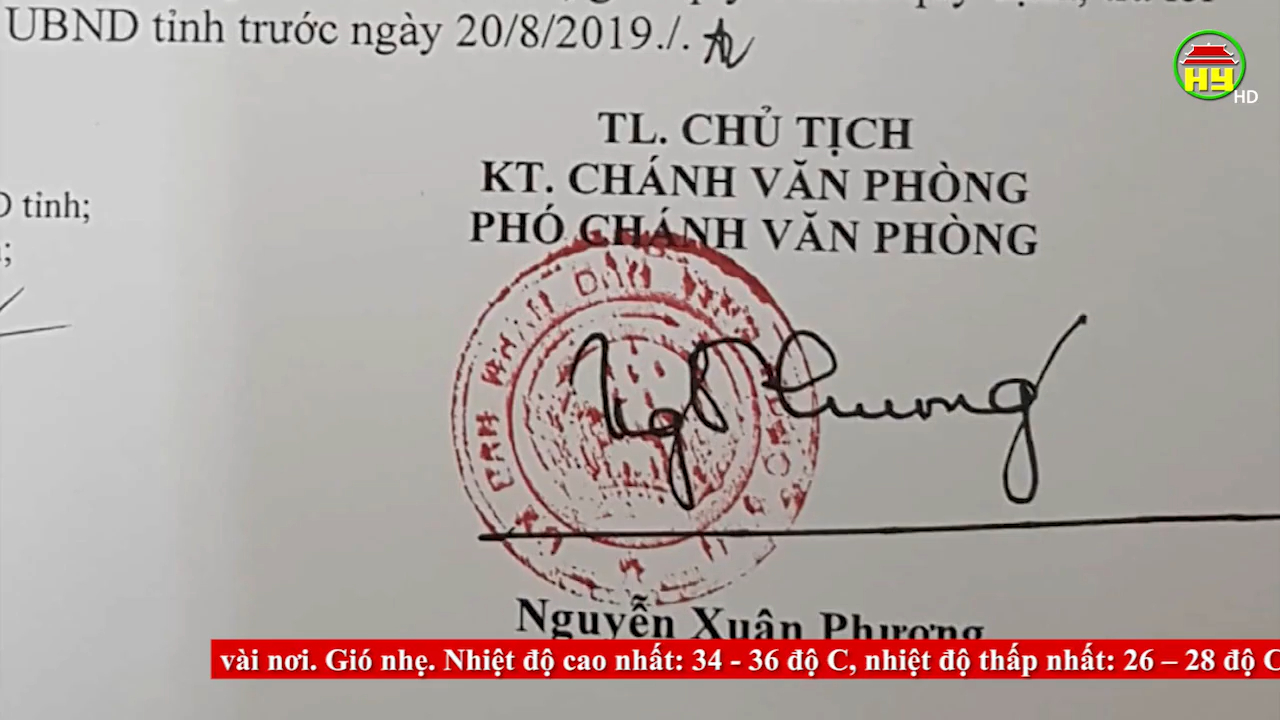 UBND tỉnh trước ngày 20/8/2019./.
HY
HD
TL. CHỦ TỊCH
KT. CHÁNH VĂN PHÒNG
PHÓ CHÁNH VĂN PHÒNG
tỉnh;
NHÂN DÂN
Nguyễn Xuân Phương
vài nơi. Gió nhẹ. Nhiệt độ cao nhất: 34 - 36 độ C, nhiệt độ thấp nhất: 26 – 28 độ C